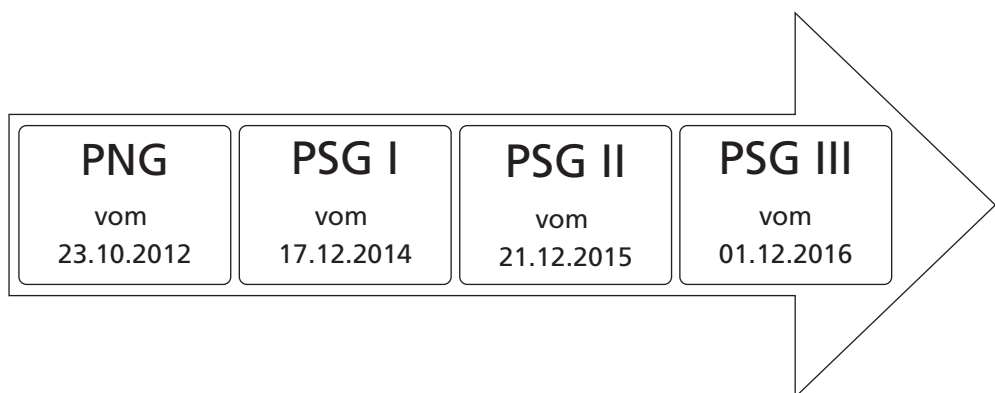 PNG
vom
23.10.2012
PSG I
vom
17.12.2014
PSG II
vom
21.12.2015
PSG III
vom
01.12.2016